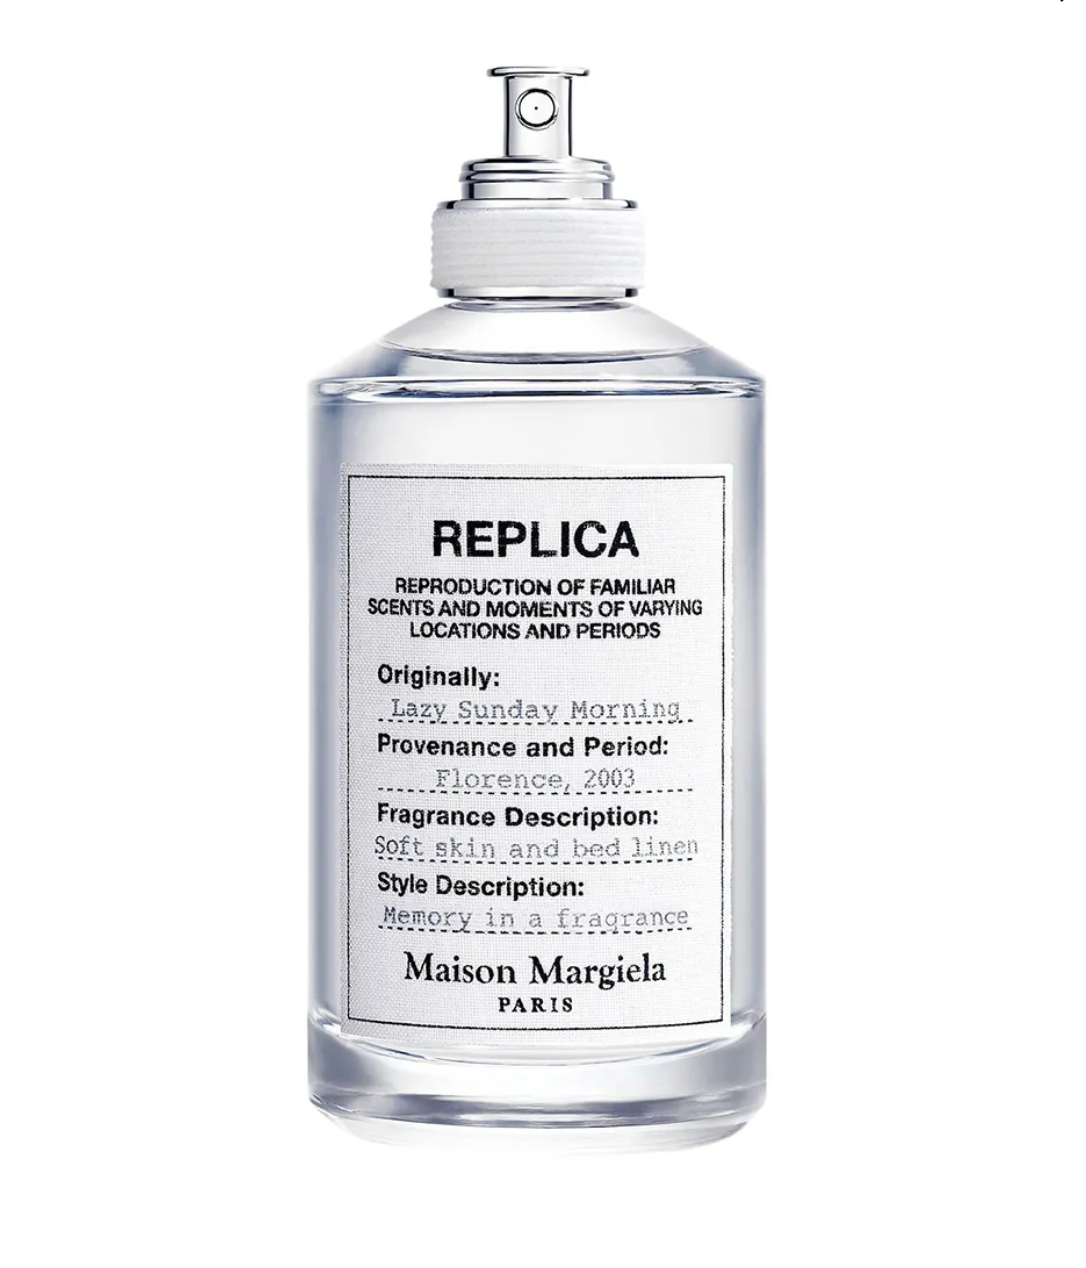 REPLICA
REPRODUCTION OF FAMILIAR
SCENTS AND MOMENTS OF VARYING
LOCATIONS AND PERIODS
Originally:
Lazy Sunday Morning
Provenance and Period:
Florence, 2003
Fragrance Description:
Soft skin and bed linen
Style Description:
Memory in a fragrance
Maison Margiela
PARIS